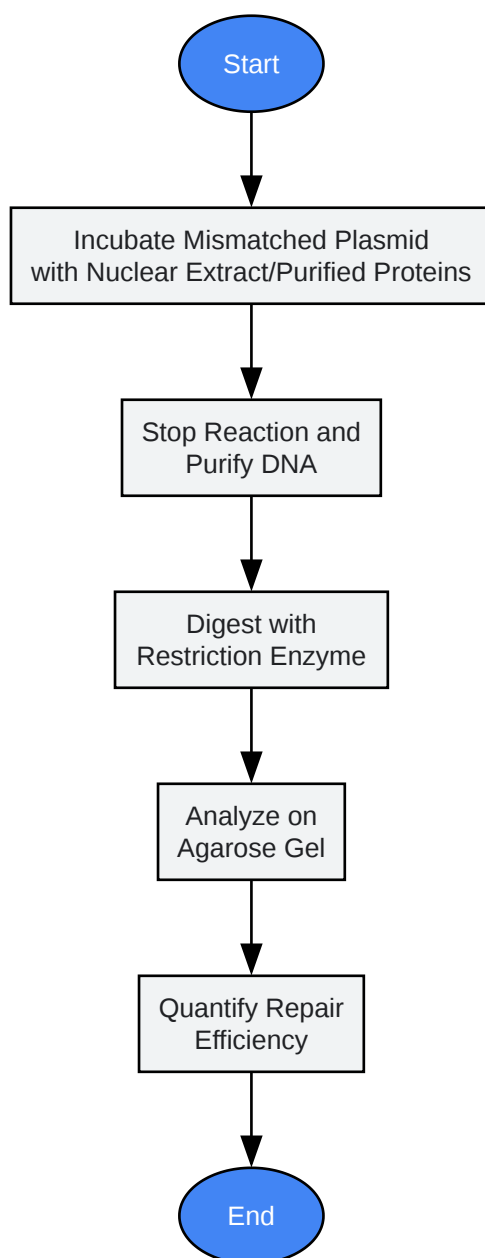 Start
Incubate Mismatched Plasmid
with Nuclear Extract/Purified Proteins
Stop Reaction and
Purify DNA
Digest with
Restriction Enzyme
Analyze on
Agarose Gel
Quantify Repair
Efficiency
End